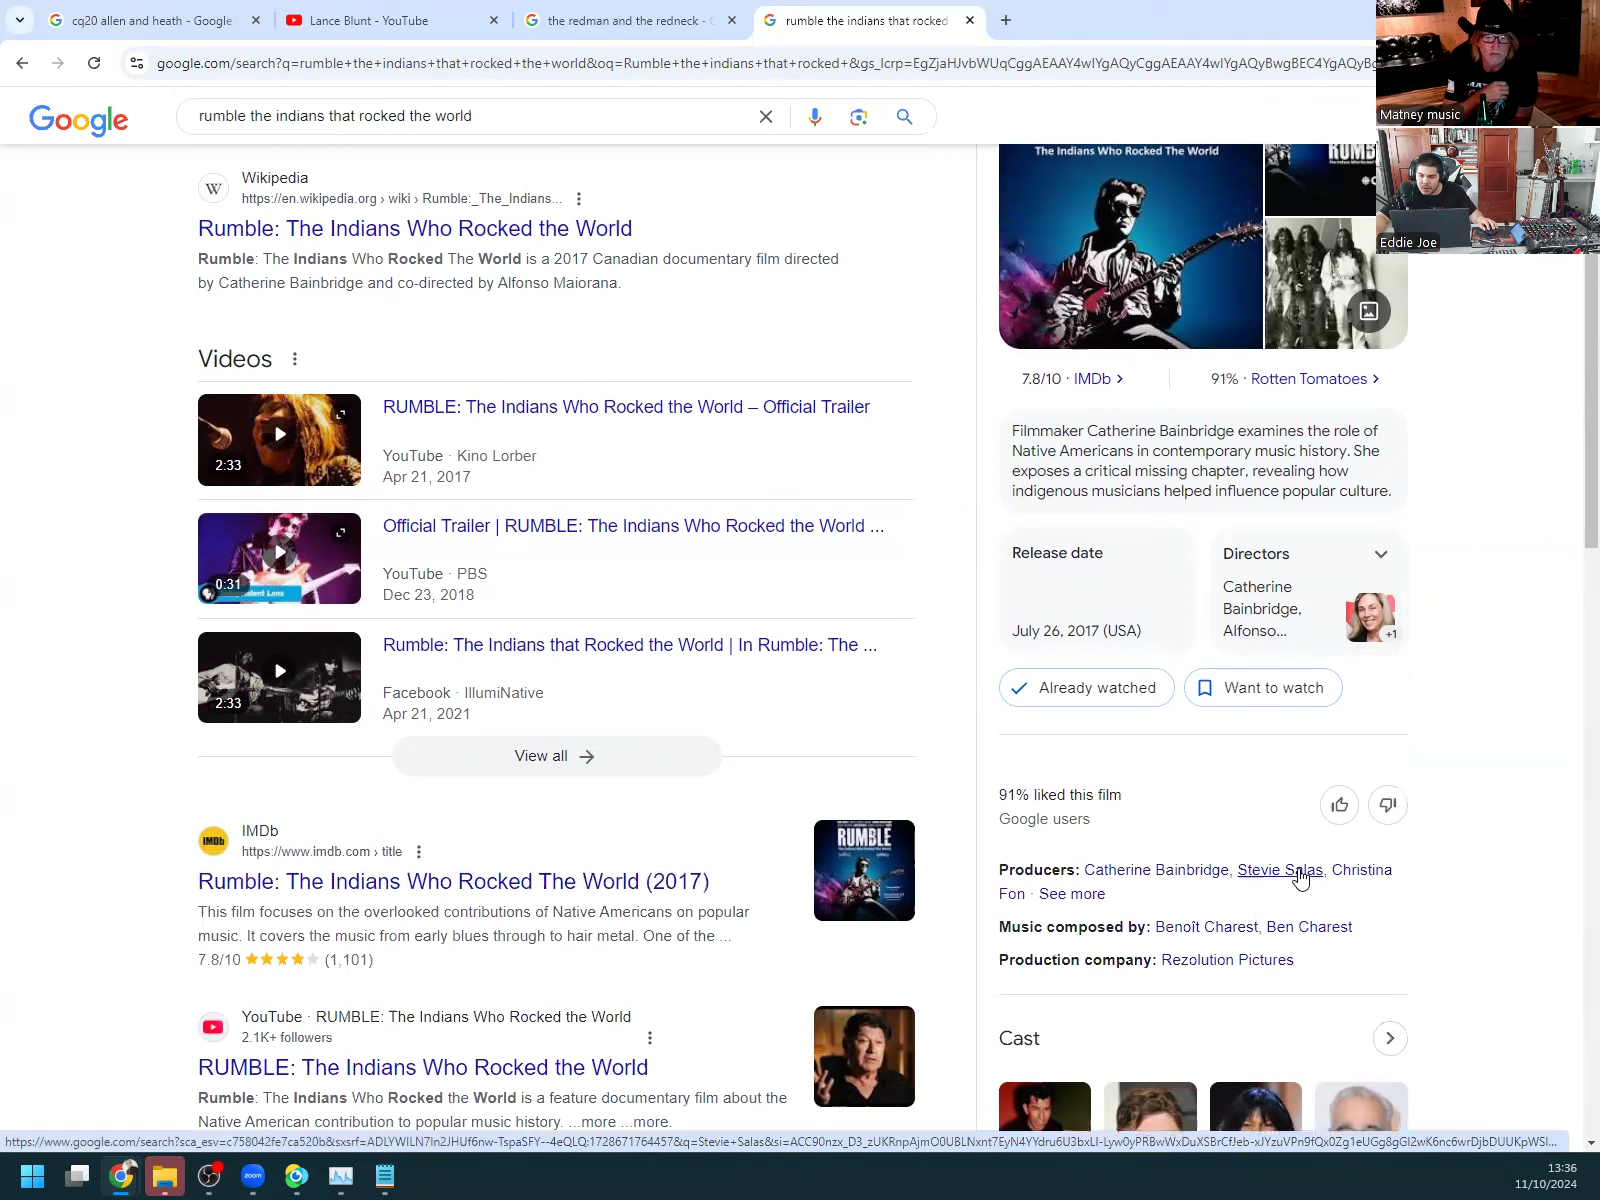 cq20 allen and heath - Google
Lance Blunt - YouTube
the redman and the redneck -
rumble the indians that rocked
google.com/search?q=rumble+the+indians+that+rocked+the+world&oq=Rumble+the+indians+that+rocked+&gs_lcrp=EgZjaHJvbWUqCggAEAAY4wIYgAQyCggAEAAY4wIYgAQyBwgBEC4YgAQyBg
Google
rumble the indians that rocked the world
Matney music
Eddie Joe
W
Wikipedia
https://en.wikipedia.org › wiki › Rumble:_The_Indians...
Rumble: The Indians Who Rocked the World
Rumble: The Indians Who Rocked The World is a 2017 Canadian documentary film directed
by Catherine Bainbridge and co-directed by Alfonso Maiorana.
Videos
2:33
RUMBLE: The Indians Who Rocked the World – Official Trailer
YouTube · Kino Lorber
Apr 21, 2017
0:31
dent Lens
Official Trailer | RUMBLE: The Indians Who Rocked the World ...
YouTube · PBS
Dec 23, 2018
2:33
Rumble: The Indians that Rocked the World | In Rumble: The ...
Facebook · IllumiNative
Apr 21, 2021
View all
IMDb
IMDb
https://www.imdb.com › title
Rumble: The Indians Who Rocked The World (2017)
This film focuses on the overlooked contributions of Native Americans on popular
music. It covers the music from early blues through to hair metal. One of the ...
7.8/10 (1,101)
RUMBLE
YouTube · RUMBLE: The Indians Who Rocked the World
2.1K+ followers
RUMBLE: The Indians Who Rocked the World
Rumble: The Indians Who Rocked the World is a feature documentary film about the
Native American contribution to popular music history. ...more ...more.
The Indians Who Rocked The World
RUMB
7.8/10 · IMDb
91% · Rotten Tomatoes
Filmmaker Catherine Bainbridge examines the role of
Native Americans in contemporary music history. She
exposes a critical missing chapter, revealing how
indigenous musicians helped influence popular culture.
Release date
July 26, 2017 (USA)
Directors
Catherine
Bainbridge,
Alfonso...
+1
Already watched
Want to watch
91% liked this film
Google users
Producers: Catherine Bainbridge, Stevie Salas, Christina
Fon · See more
Music composed by: Benoît Charest, Ben Charest
Production company: Rezolution Pictures
Cast
zoom
13:36
11/10/2024